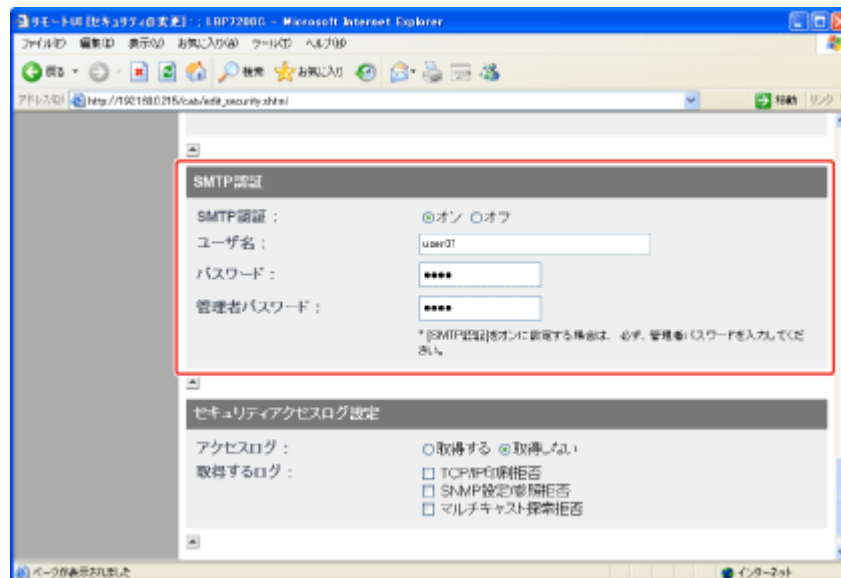 リモートUI [セキュリティの変更] : ; LBP7200C - Microsoft Internet Explorer
ファイル(F) 編集(E) 表示(V) お気に入り(A) ツール(T) ヘルプ(H)
戻る 検索 お気に入り
アドレス(D) http://192.168.0.215/cab/edit_security.shtml 移動 リンク
SMTP認証
SMTP認証 : オン オフ
ユーザ名 : user01
パスワード : ●●●●
管理者パスワード : ●●●●
* [SMTP認証]をオンに設定する場合は、必ず、管理者パスワードを入力してくだ
さい。
セキュリティアクセスログ設定
アクセスログ : 取得する 取得しない
取得するログ : TCP/IP印刷拒否
SNMP設定/参照拒否
マルチキャスト探索拒否
ページが表示されました インターネット